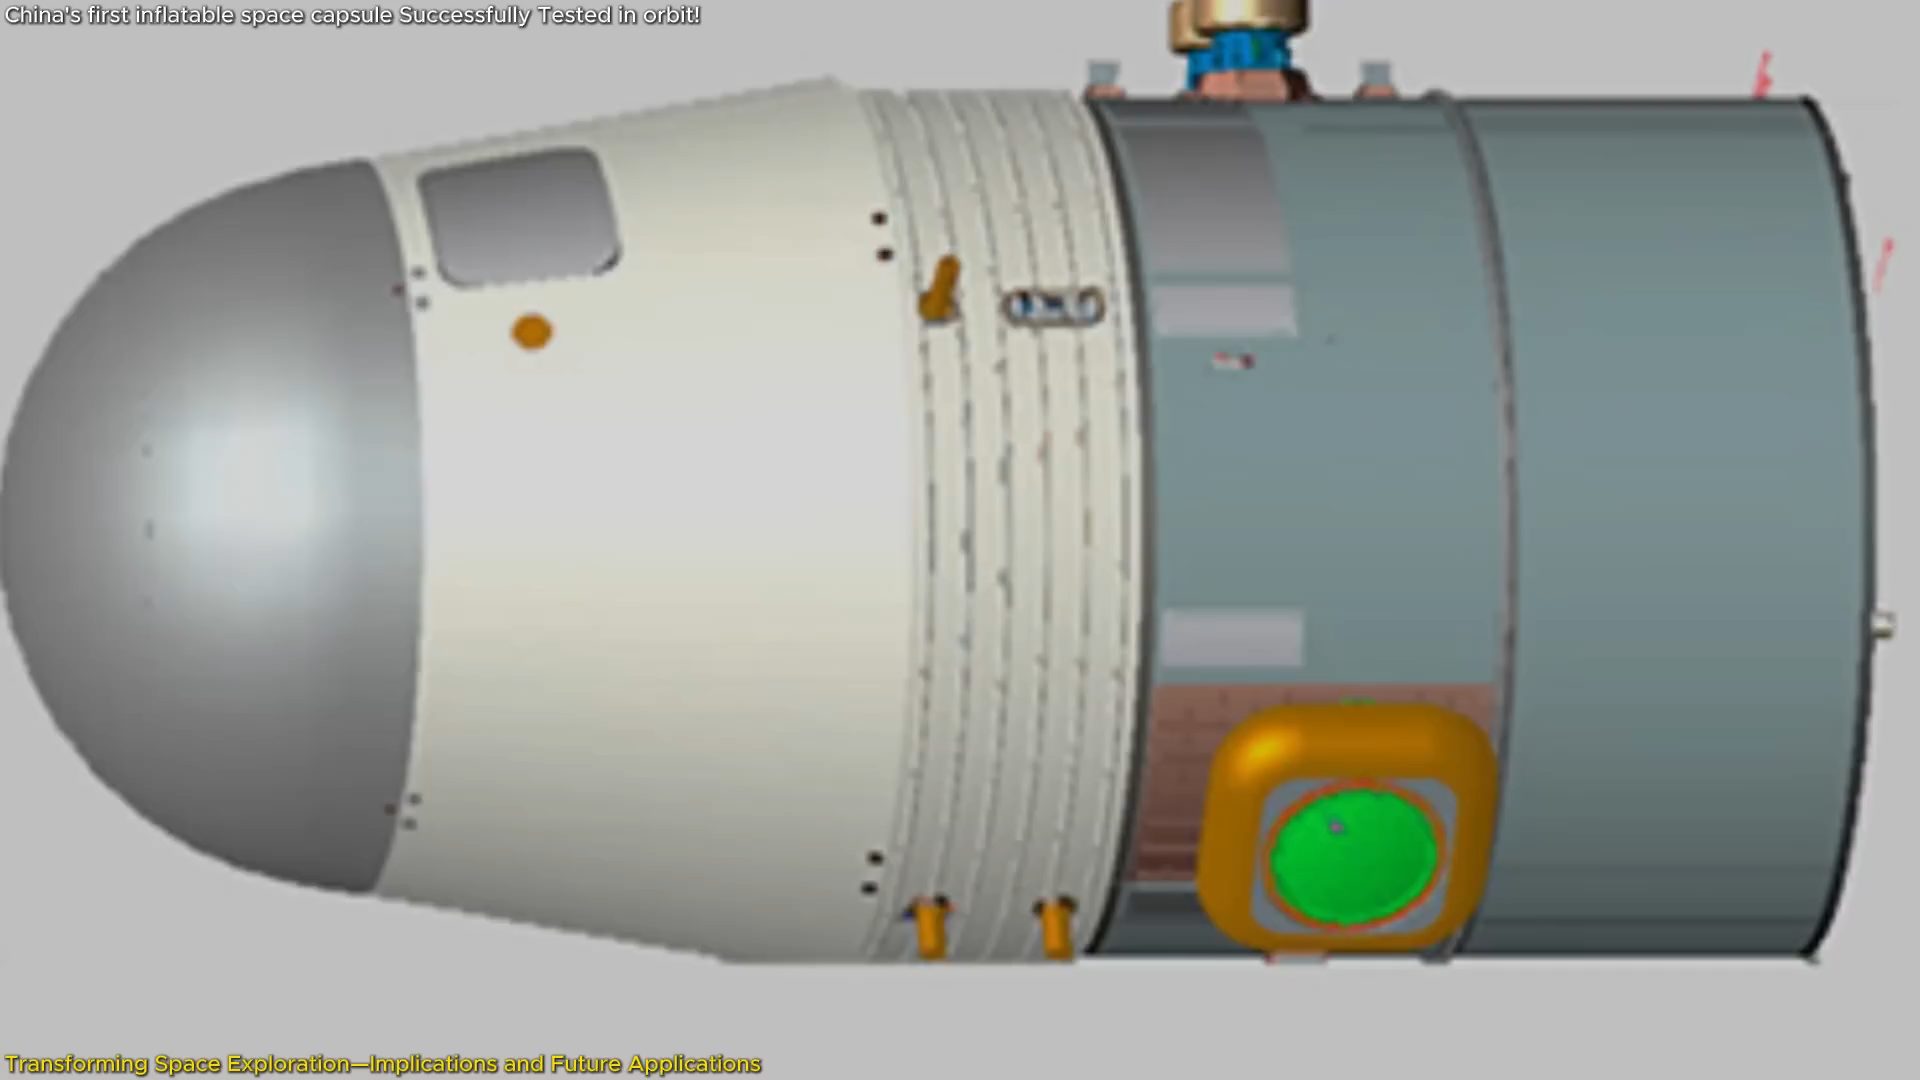 China's first inflatable space capsule Successfully Tested in orbit!
Transforming Space Exploration—Implications and Future Applications